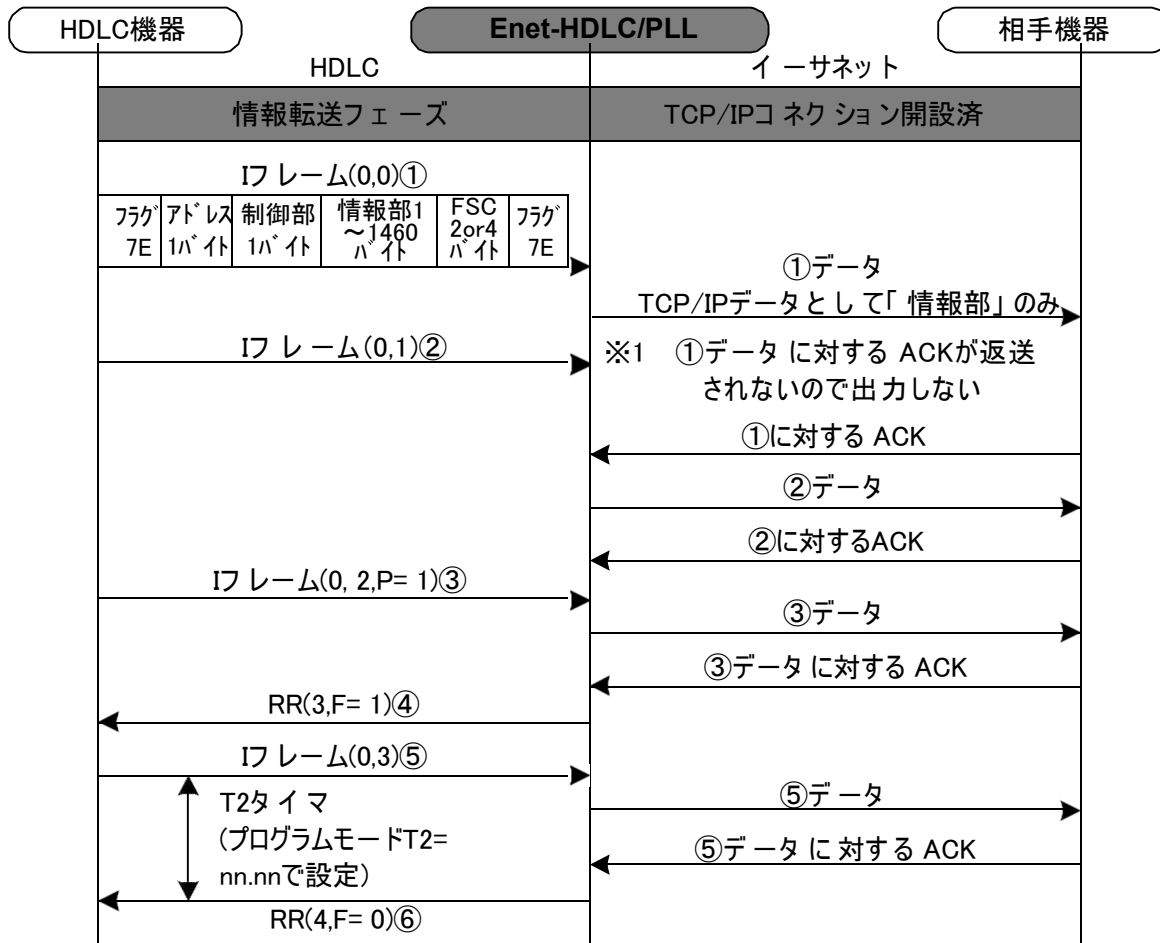 HDLC機器
Enet-HDLC/PLL
相手機器
HDLC
イーサネット
情報転送フェーズ
TCP/IPコネクション開設済
Iフレーム(0,0)①
フラグ 7E
アドレス 1バイト
制御部 1バイト
情報部1 ～1460 バイト
FSC 2or4 バイト
フラグ 7E
①データ
TCP/IPデータとして「情報部」のみ
Iフレーム(0,1)②
※1 ①データに対する ACKが返送
されないので出力しない
①に対する ACK
②データ
②に対するACK
Iフレーム(0, 2,P= 1)③
③データ
③データに対する ACK
RR(3,F= 1)④
Iフレーム(0,3)⑤
T2タイマ
(プログラムモードT2=
nn.nnで設定)
⑤データ
⑤データに対する ACK
RR(4,F= 0)⑥